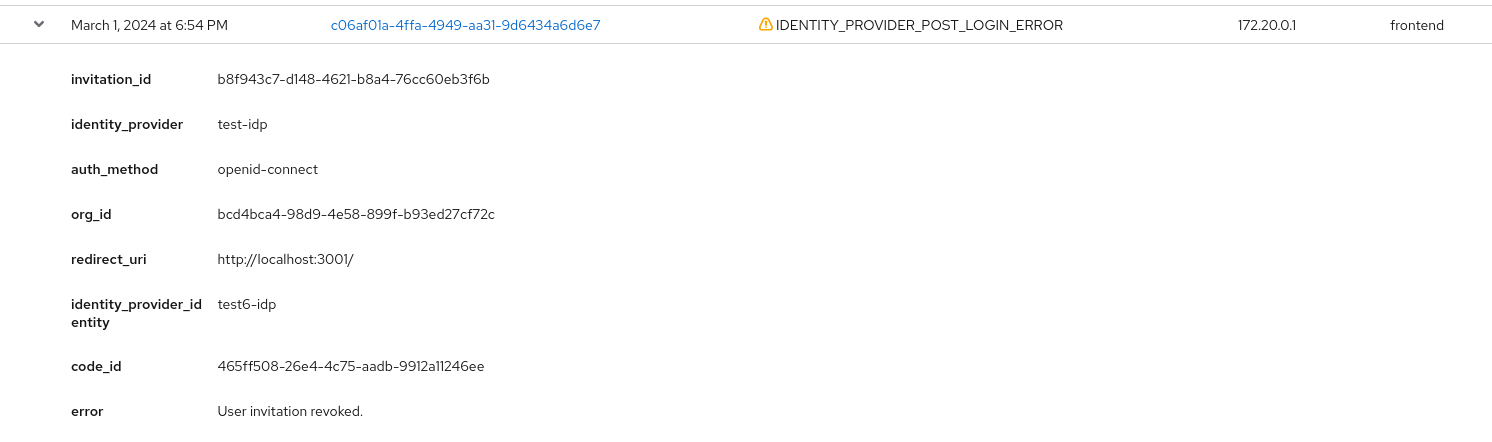 March 1, 2024 at 6:54 PM c06af01a-4ffa-4949-aa31-9d6434a6d6e7 IDENTITY_PROVIDER_POST_LOGIN_ERROR 172.20.0.1 frontend
invitation_id b8f943c7-d148-4621-b8a4-76cc60eb3f6b
identity_provider test-idp
auth_method openid-connect
org_id bcd4bca4-98d9-4e58-899f-b93ed27cf72c
redirect_uri http://localhost:3001/
identity_provider_id test6-idp
entity
code_id 465ff508-26e4-4c75-aadb-9912a11246ee
error User invitation revoked.